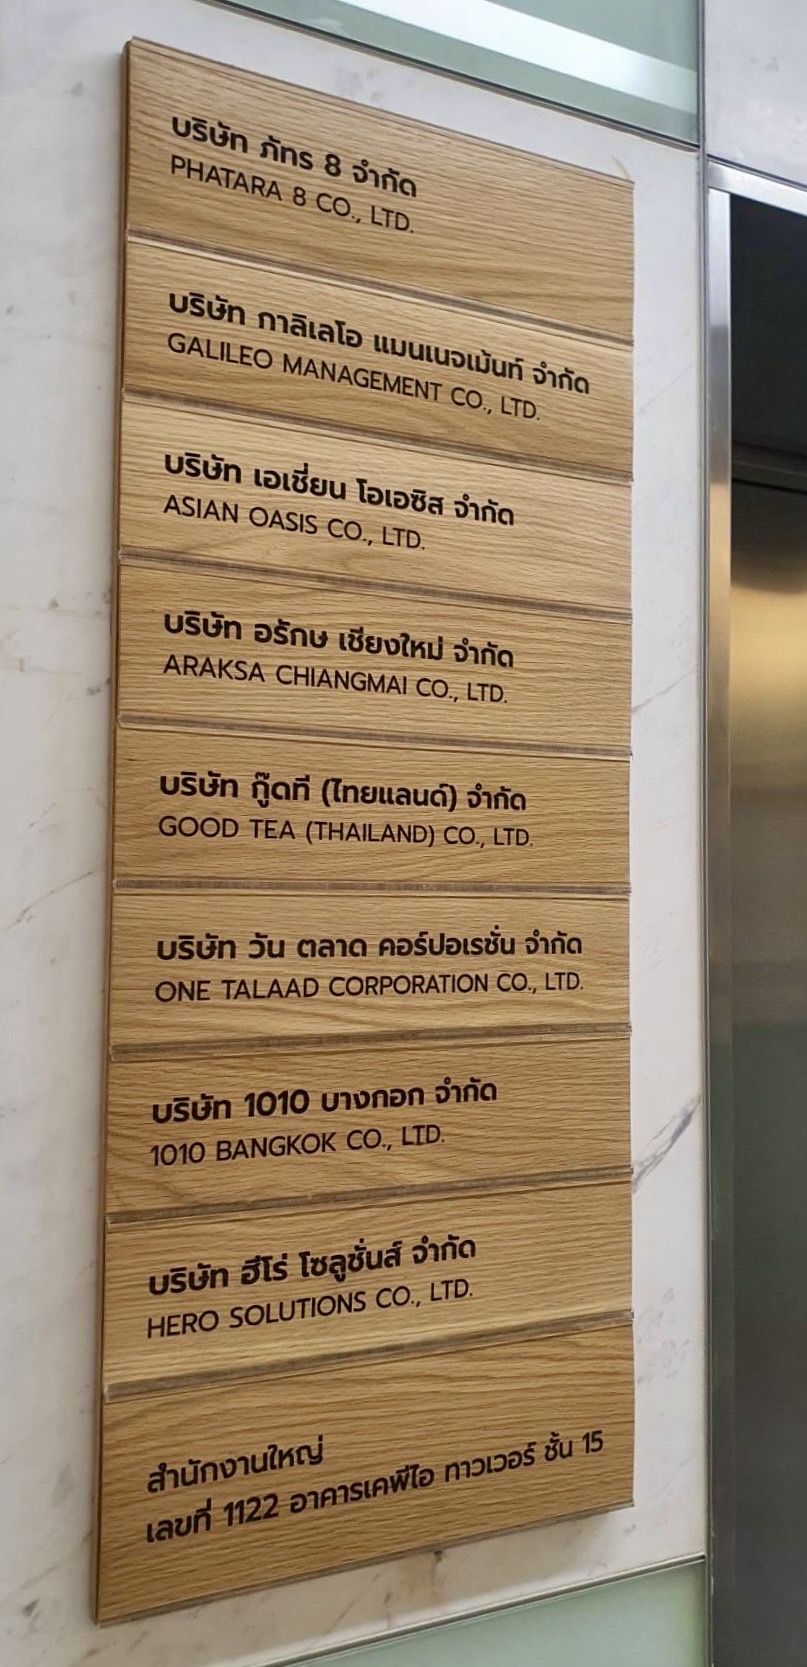 บริษัท ภัทร 8 จำกัด
PHATARA 8 CO., LTD.
บริษัท กาลิเลโอ แมนเนจเม้นท์ จำกัด
GALILEO MANAGEMENT CO., LTD.
บริษัท เอเชี่ยน โอเอซิส จำกัด
ASIAN OASIS CO., LTD.
บริษัท อรักษ เชียงใหม่ จำกัด
ARAKSA CHIANGMAI CO., LTD.
บริษัท กู๊ดที (ไทยแลนด์) จำกัด
GOOD TEA (THAILAND) CO., LTD.
บริษัท วัน ตลาด คอร์ปอเรชั่น จำกัด
ONE TALAAD CORPORATION CO., LTD.
บริษัท 1010 บางกอก จำกัด
1010 BANGKOK CO., LTD.
บริษัท ฮีโร่ โซลูชั่นส์ จำกัด
HERO SOLUTIONS CO., LTD.
สำนักงานใหญ่
เลขที่ 1122 อาคารเคพีไอ ทาวเวอร์ ชั้น 15